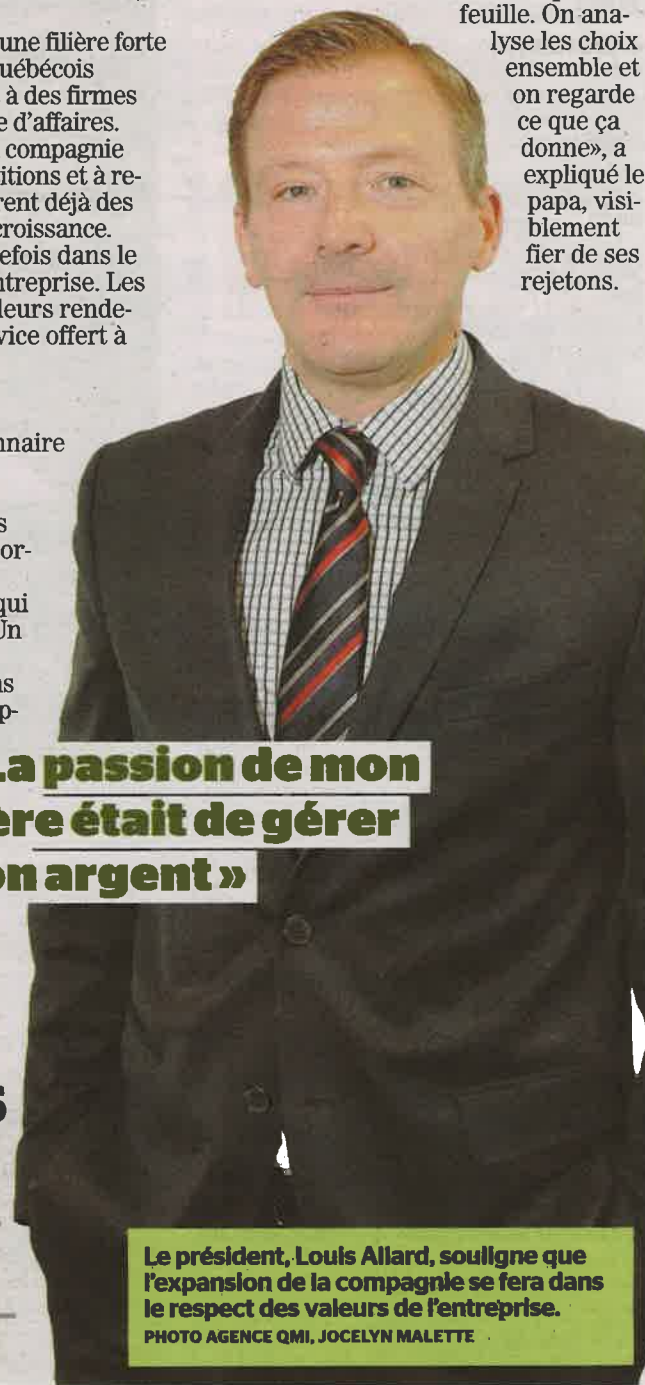 une filière forte
uébécois
à des firmes
e d'affaires.
compagnie
itions et à re-
rent déjà des
croissance.
efois dans le
ntreprise. Les
leurs rende-
vice offert à
nnaire
s
or-
qui
Un
ns
p-
feuille. On ana-
lyse les choix
ensemble et
on regarde
ce que ça
donne», a
expliqué le
papa, visi-
blement
fier de ses
rejetons.
La passion de mon
ère était de gérer
on argent »
s
Le président, Louis Allard, souligne que
l'expansion de la compagnie se fera dans
le respect des valeurs de l'entreprise.
PHOTO AGENCE QMI, JOCELYN MALETTE